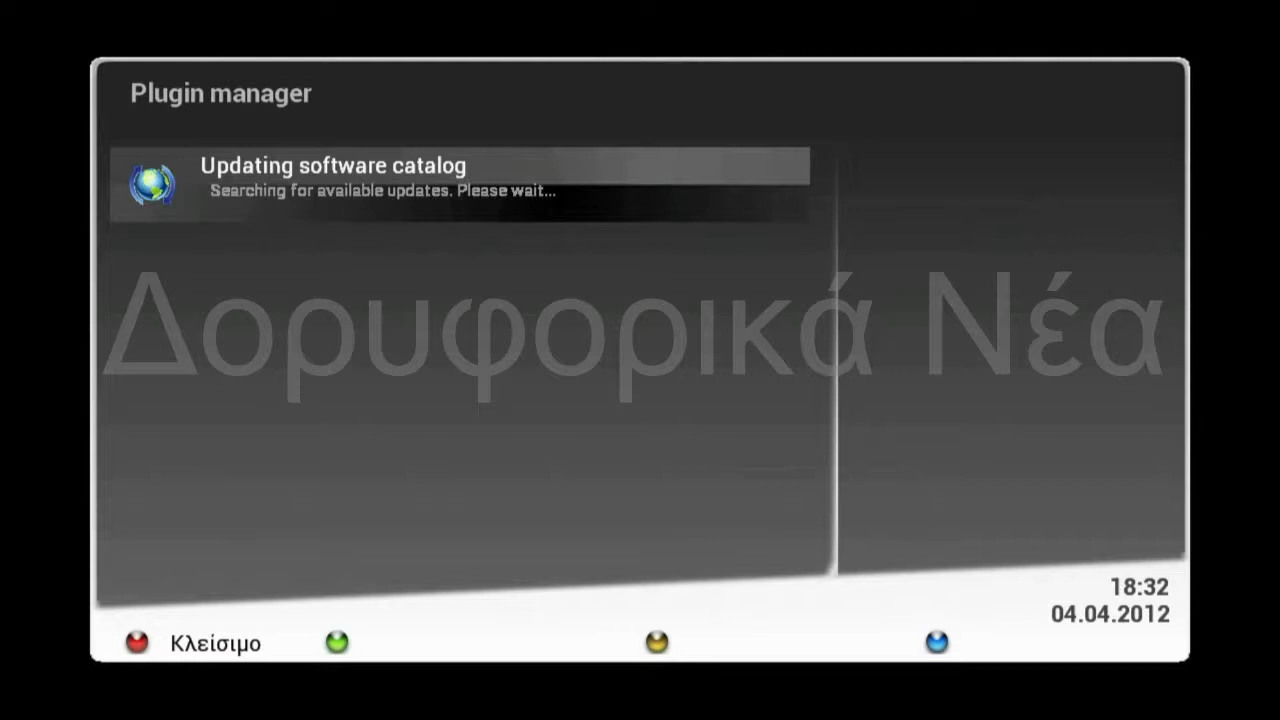 Plugin manager
Updating software catalog
Searching for available updates. Please wait...
Δορυφορικά Νέα
18:32
04.04.2012
Κλείσιμο